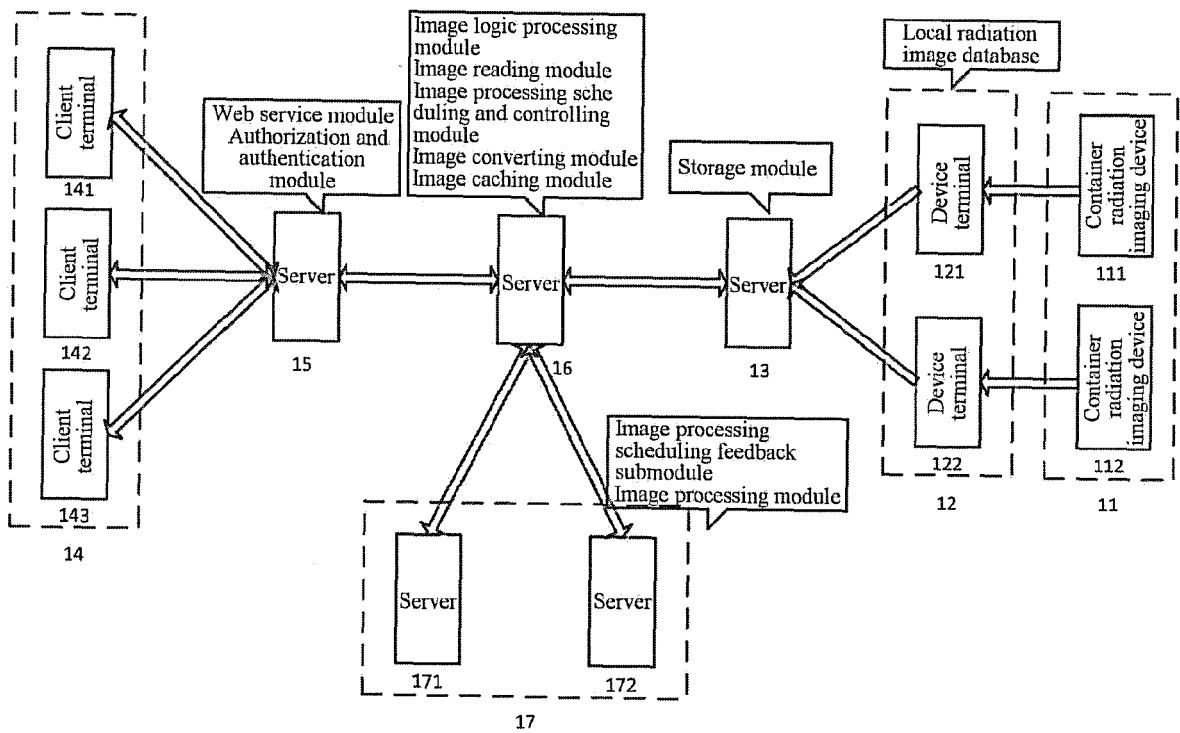 Client
terminal
141
Client
terminal
142
Client
terminal
143
14
Web service module
Authorization and
authentication
module
Server
15
Image logic processing
module
Image reading module
Image processing sche
duling and controlling
module
Image converting module
Image caching module
Server
16
Storage module
Server
13
Local radiation
image database
Device
terminal
121
Device
terminal
122
12
Container
radiation
imaging device
111
Container
radiation
imaging device
112
11
Image processing
scheduling feedback
submodule
Image processing module
Server
171
Server
172
17